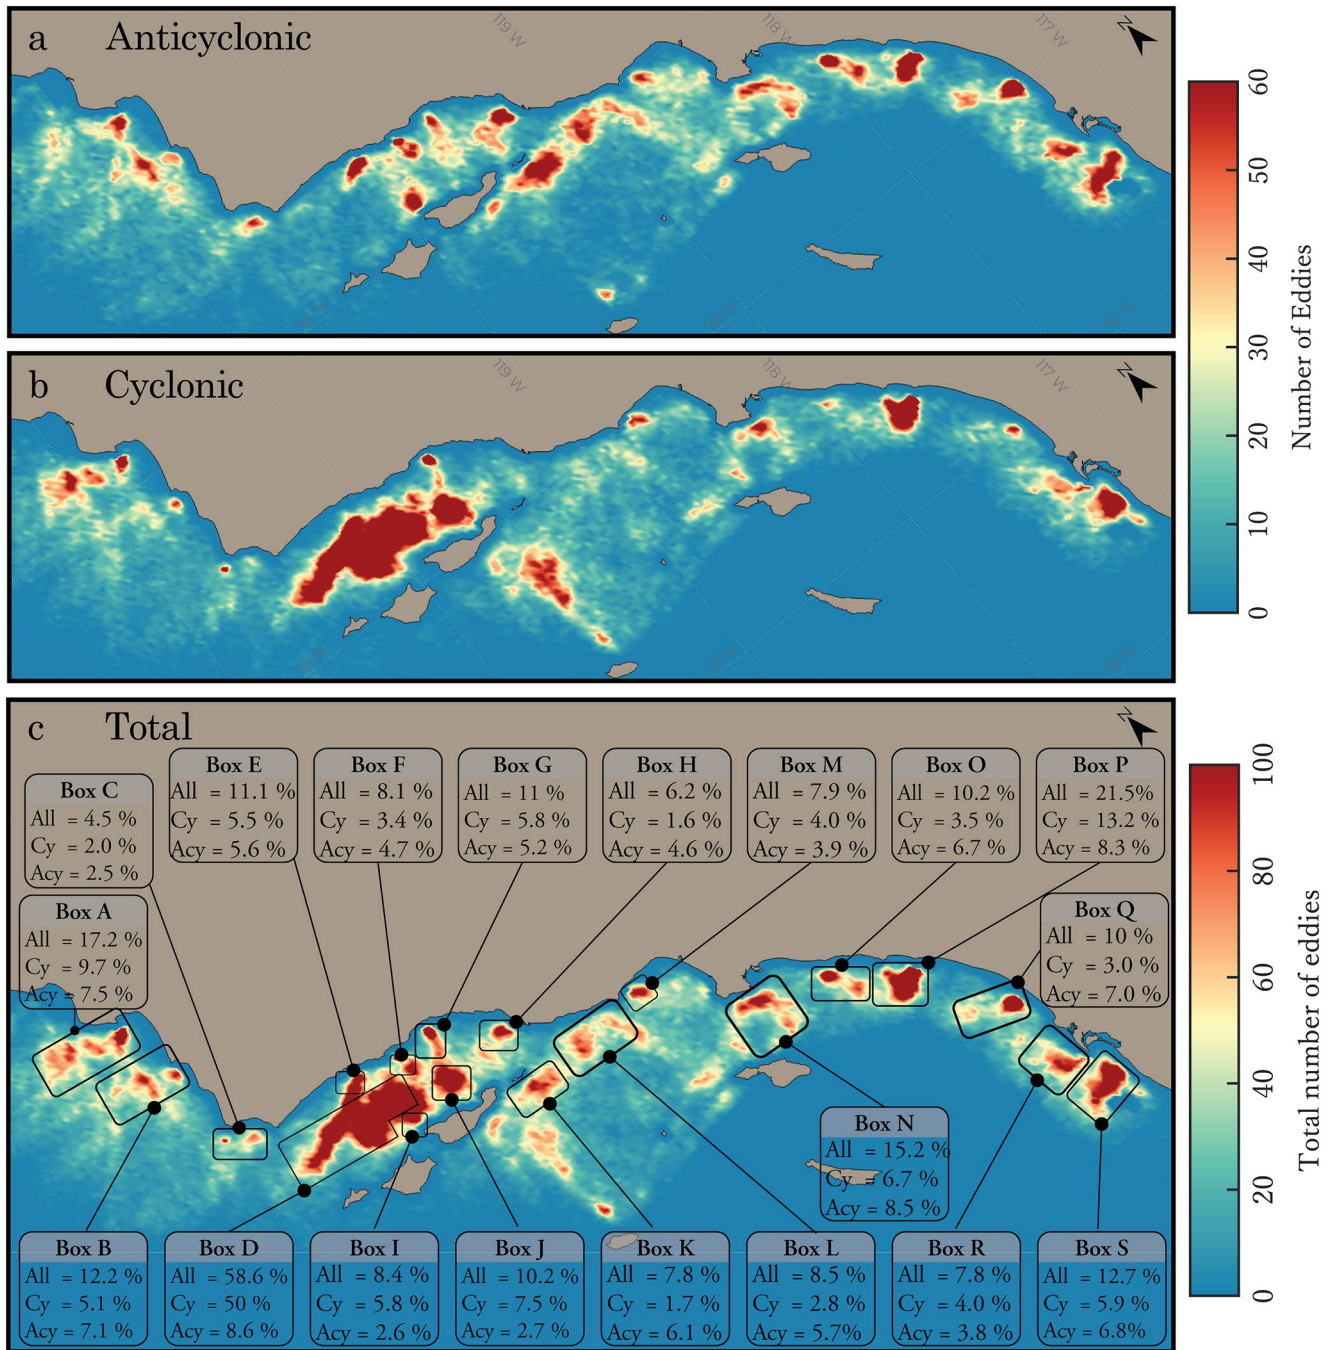 a Anticyclonic
119 W
118 W
117 W
N
60
50
40
30
20
10
0
Number of Eddies
b Cyclonic
119 W
118 W
117 W
N
c Total
N
Box C
All = 4.5 %
Cy = 2.0 %
Acy = 2.5 %
Box E
All = 11.1 %
Cy = 5.5 %
Acy = 5.6 %
Box F
All = 8.1 %
Cy = 3.4 %
Acy = 4.7 %
Box G
All = 11 %
Cy = 5.8 %
Acy = 5.2 %
Box H
All = 6.2 %
Cy = 1.6 %
Acy = 4.6 %
Box M
All = 7.9 %
Cy = 4.0 %
Acy = 3.9 %
Box O
All = 10.2 %
Cy = 3.5 %
Acy = 6.7 %
Box P
All = 21.5%
Cy = 13.2 %
Acy = 8.3 %
Box A
All = 17.2 %
Cy = 9.7 %
Acy = 7.5 %
Box Q
All = 10 %
Cy = 3.0 %
Acy = 7.0 %
Box N
All = 15.2 %
Cy = 6.7 %
Acy = 8.5 %
Box B
All = 12.2 %
Cy = 5.1 %
Acy = 7.1 %
Box D
All = 58.6 %
Cy = 50 %
Acy = 8.6 %
Box I
All = 8.4 %
Cy = 5.8 %
Acy = 2.6 %
Box J
All = 10.2 %
Cy = 7.5 %
Acy = 2.7 %
Box K
All = 7.8 %
Cy = 1.7 %
Acy = 6.1 %
Box L
All = 8.5 %
Cy = 2.8 %
Acy = 5.7%
Box R
All = 7.8 %
Cy = 4.0 %
Acy = 3.8 %
Box S
All = 12.7 %
Cy = 5.9 %
Acy = 6.8%
100
80
60
40
20
0
Total number of eddies